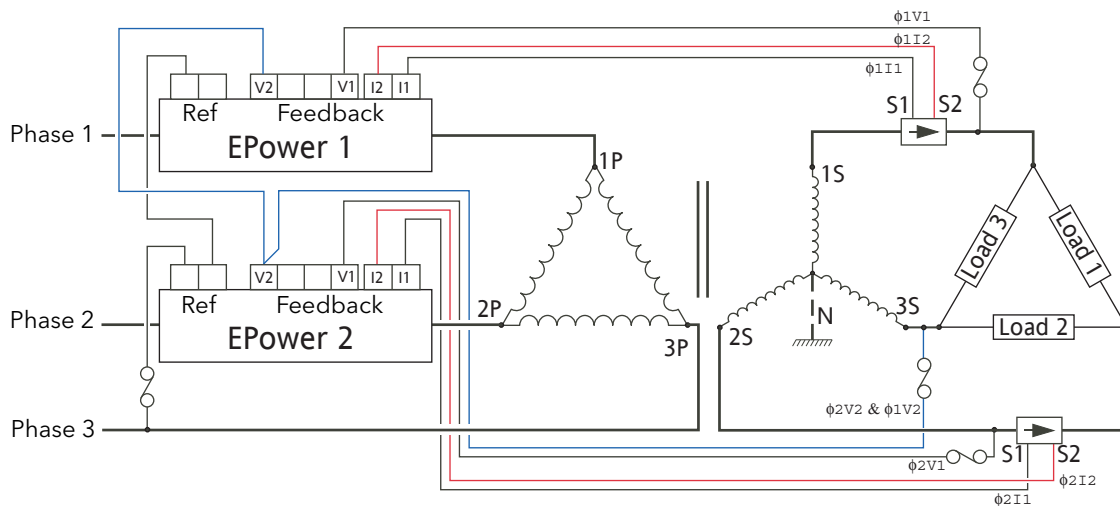 ϕ1V1
ϕ1I2
ϕ1I1
V2 V1 I2 I1
Ref Feedback
S1 S2
Phase 1
EPower 1
1P
1S
Load 3
Load 1
V2 V1 I2 I1
Ref Feedback
3S
N
Phase 2
2P
2S
Load 2
EPower 2
3P
ϕ2V2 & ϕ1V2
Phase 3
S1 S2
ϕ2V1
ϕ2I2
ϕ2I1